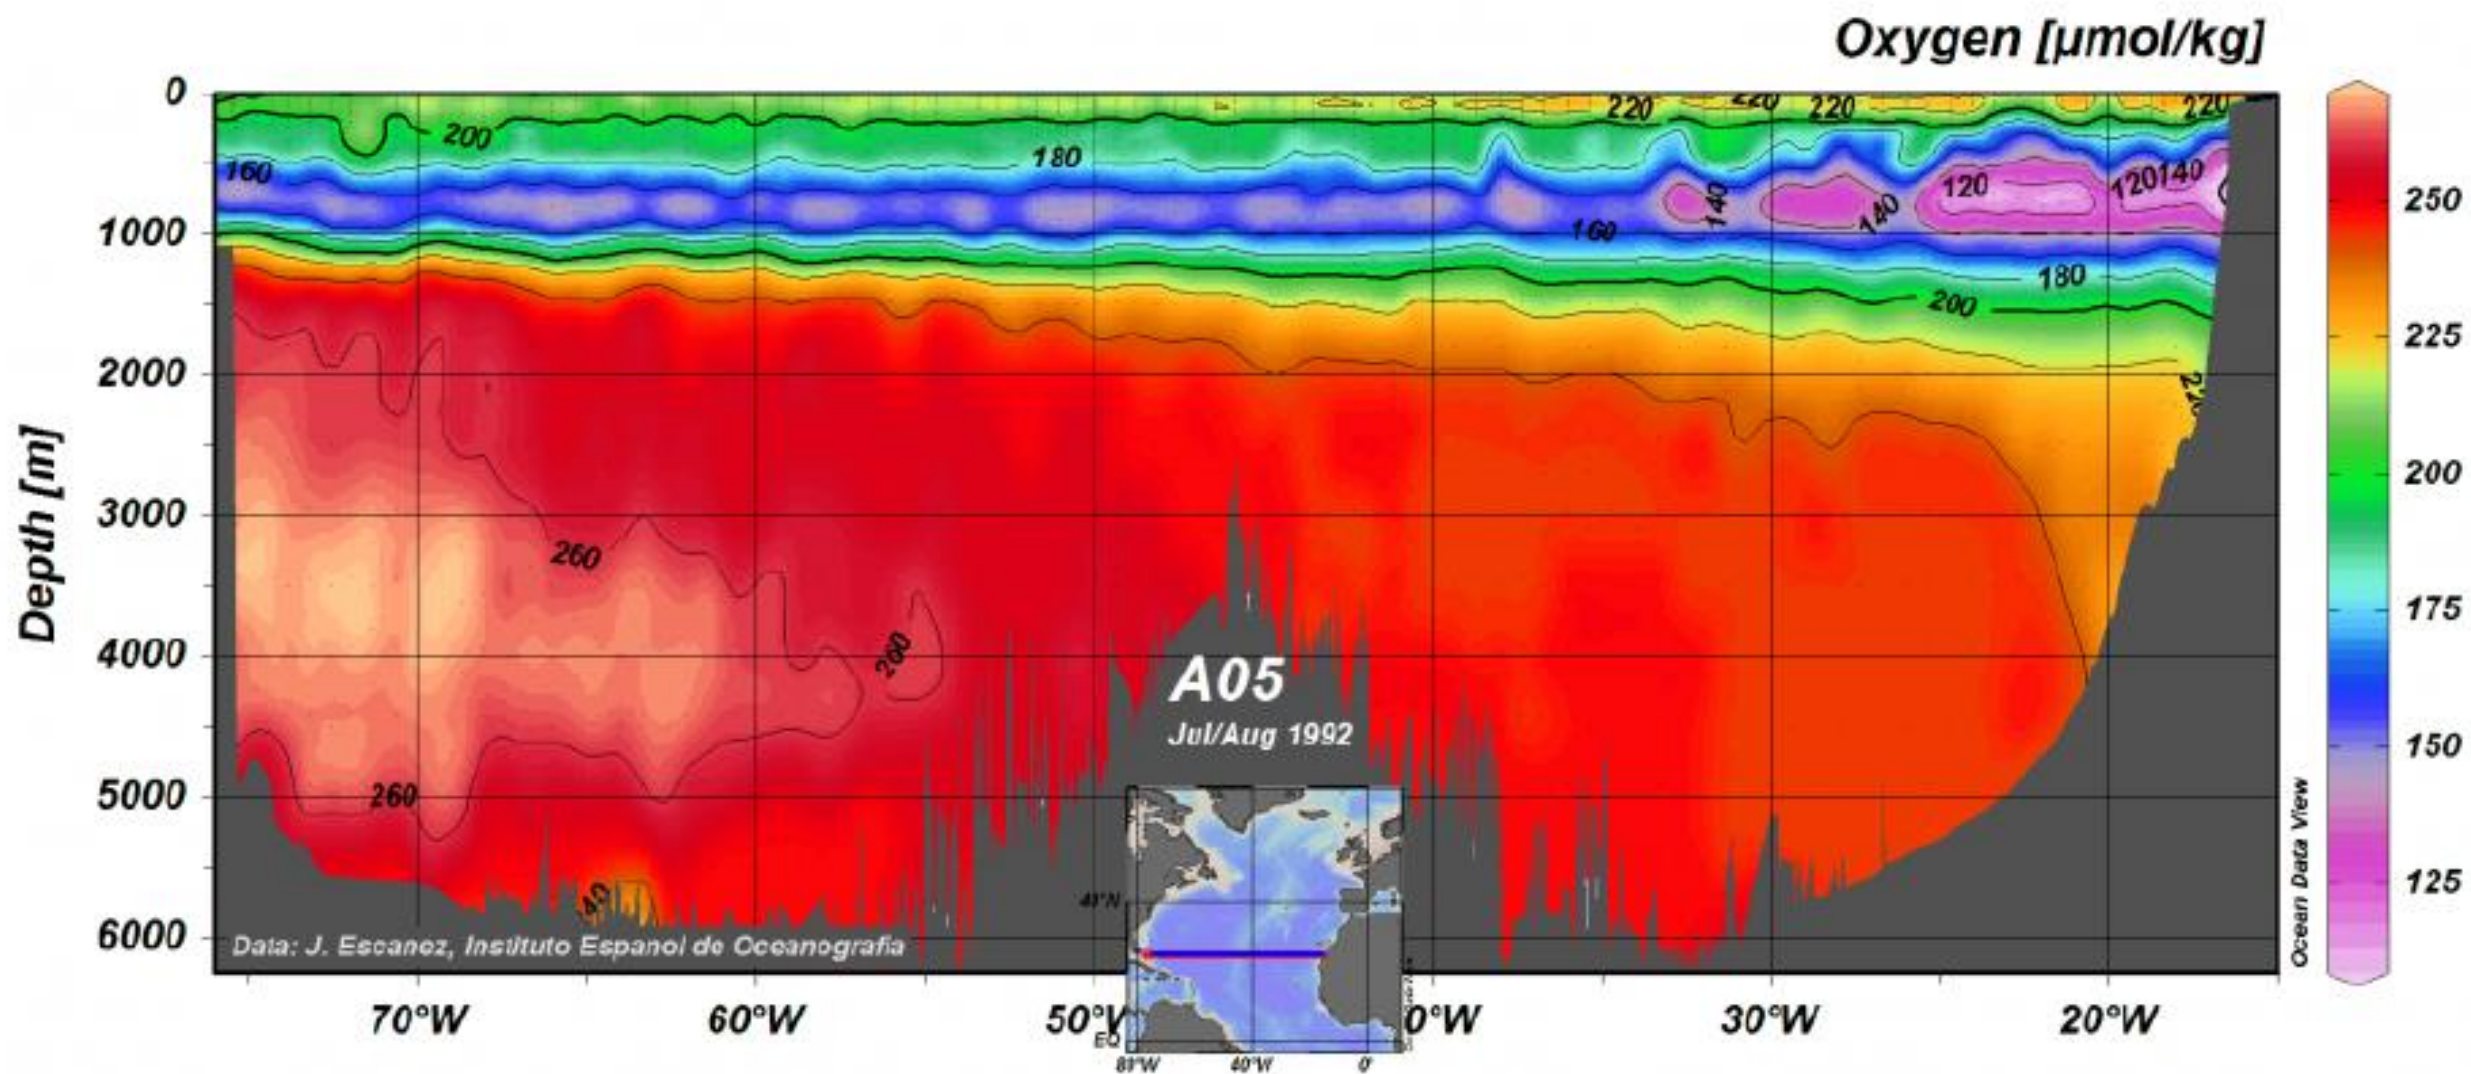 Oxygen [µmol/kg]
0
1000
2000
3000
4000
5000
6000
Depth [m]
200
160
180
220
220
220
220
140
140
120
120140
160
180
200
260
260
260
250
225
200
175
150
125
A05
Jul/Aug 1992
Data: J. Escanez, Instituto Espanol de Oceanografia
Ocean Data View
70°W
60°W
50°W
0°W
30°W
20°W
40°N
EQ
80°W
40°W
0°